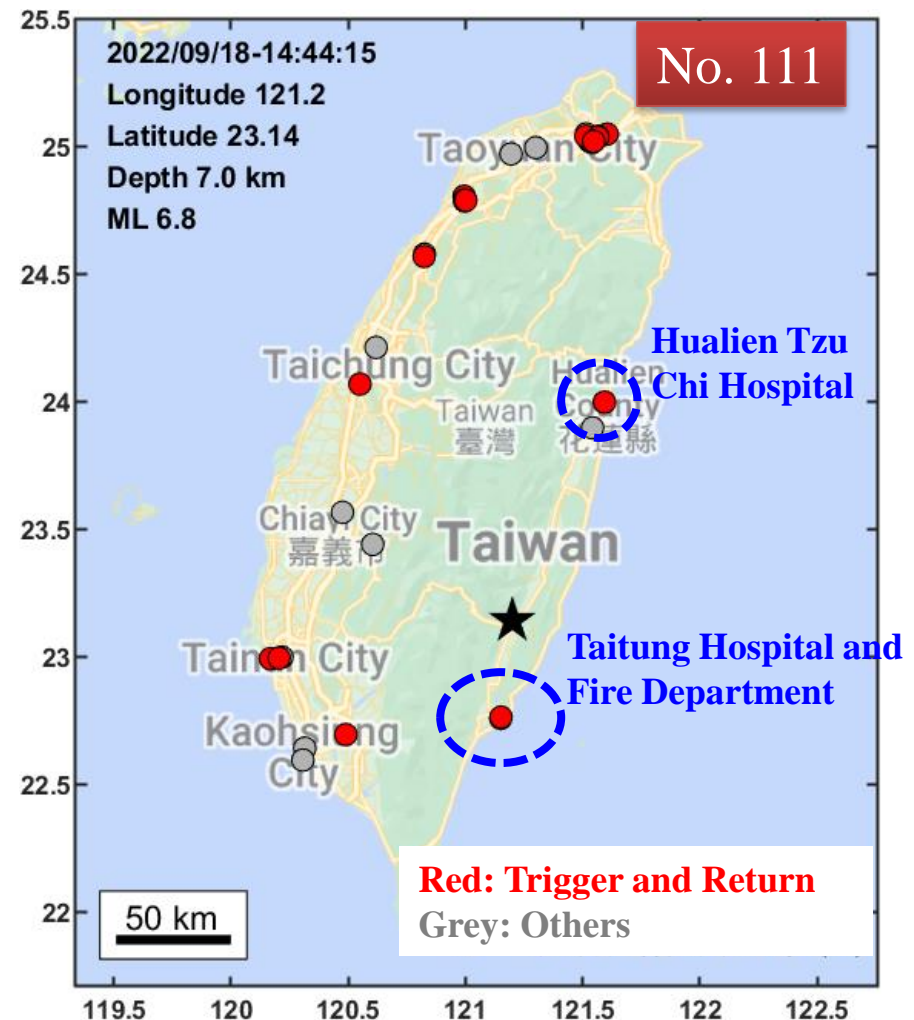 25.5
2022/09/18-14:44:15
Longitude 121.2
Latitude 23.14
Depth 7.0 km
ML 6.8
No. 111
25
Taoyuan City
24.5
Hualien Tzu
Chi Hospital
Taichung City
Hualien
County
花蓮縣
24
Taiwan
臺灣
Chiayi City
嘉義市
23.5
Taiwan
Tainan City
23
Taitung Hospital and
Fire Department
Kaohsiung
City
22.5
Red: Trigger and Return
Grey: Others
22
50 km
119.5 120 120.5 121 121.5 122 122.5